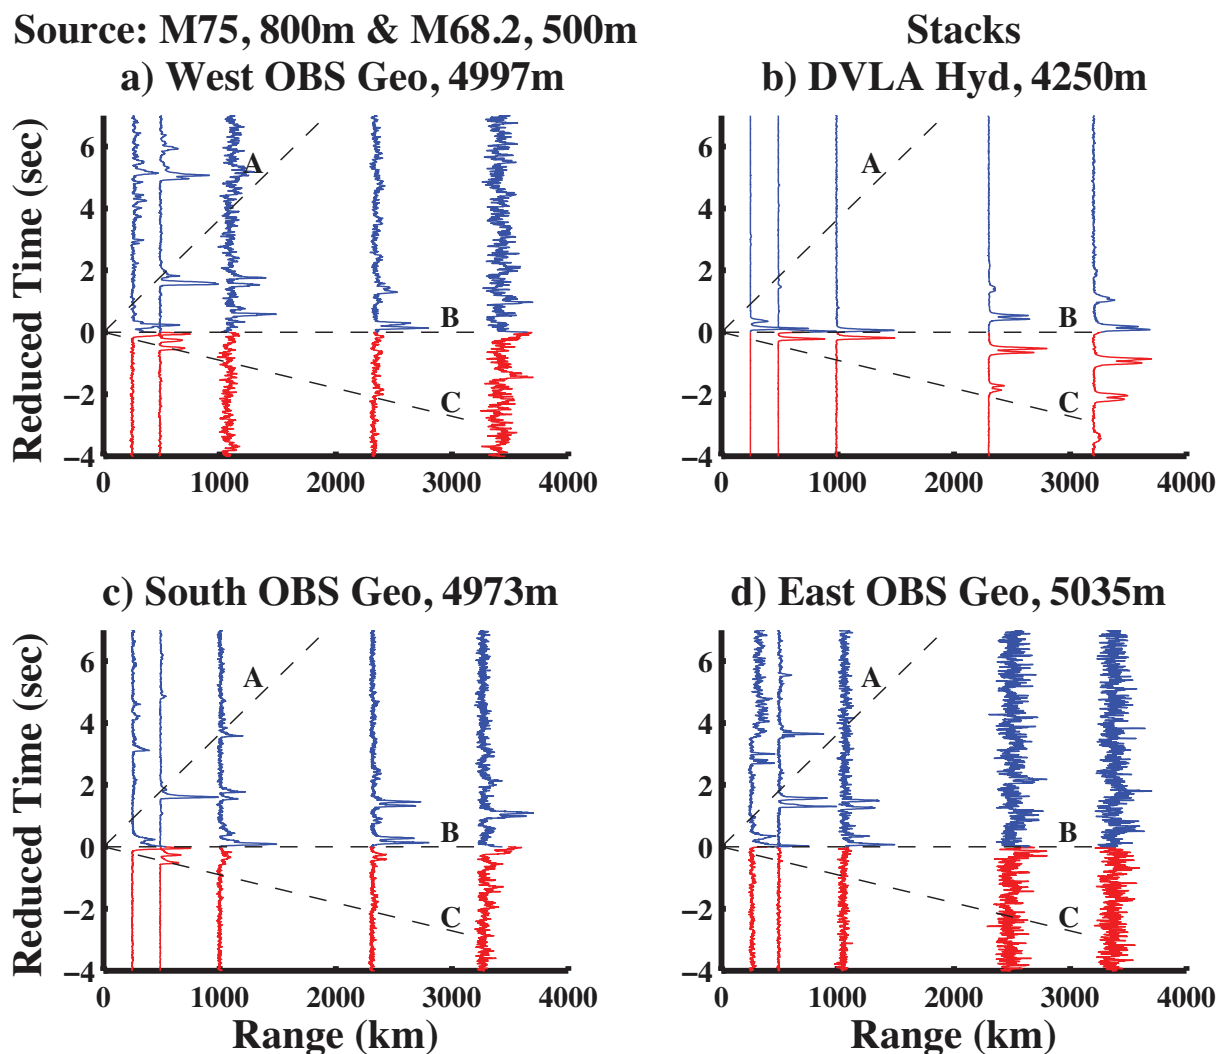 Source: M75, 800m & M68.2, 500m
Stacks
a) West OBS Geo, 4997m
b) DVLA Hyd, 4250m
Reduced Time (sec)
6
4
2
0
−2
−4
A
B
C
0 1000 2000 3000 4000
6
4
2
0
−2
−4
A
B
C
0 1000 2000 3000 4000
c) South OBS Geo, 4973m
d) East OBS Geo, 5035m
Reduced Time (sec)
6
4
2
0
−2
−4
A
B
C
0 1000 2000 3000 4000
Range (km)
6
4
2
0
−2
−4
A
B
C
0 1000 2000 3000 4000
Range (km)